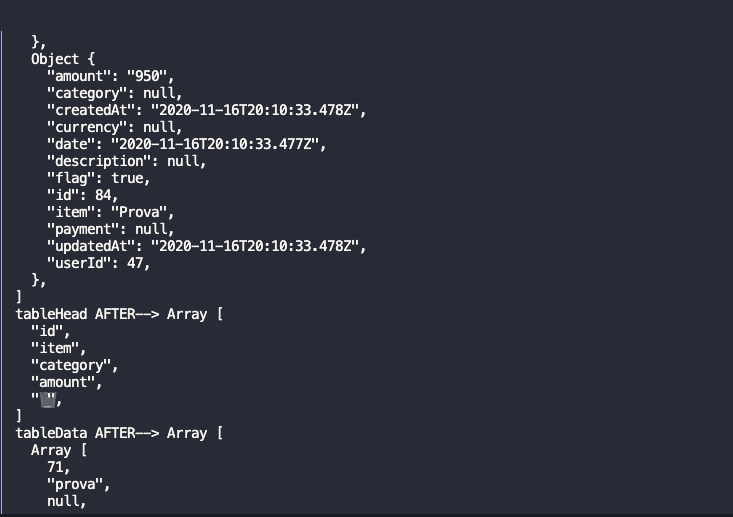 },
Object {
"amount": "950",
"category": null,
"createdAt": "2020-11-16T20:10:33.478Z",
"currency": null,
"date": "2020-11-16T20:10:33.477Z",
"description": null,
"flag": true,
"id": 84,
"item": "Prova",
"payment": null,
"updatedAt": "2020-11-16T20:10:33.478Z",
"userId": 47,
},
]
tableHead AFTER--> Array [
"id",
"item",
"category",
"amount",
"🗑",
]
tableData AFTER--> Array [
Array [
71,
"prova",
null,